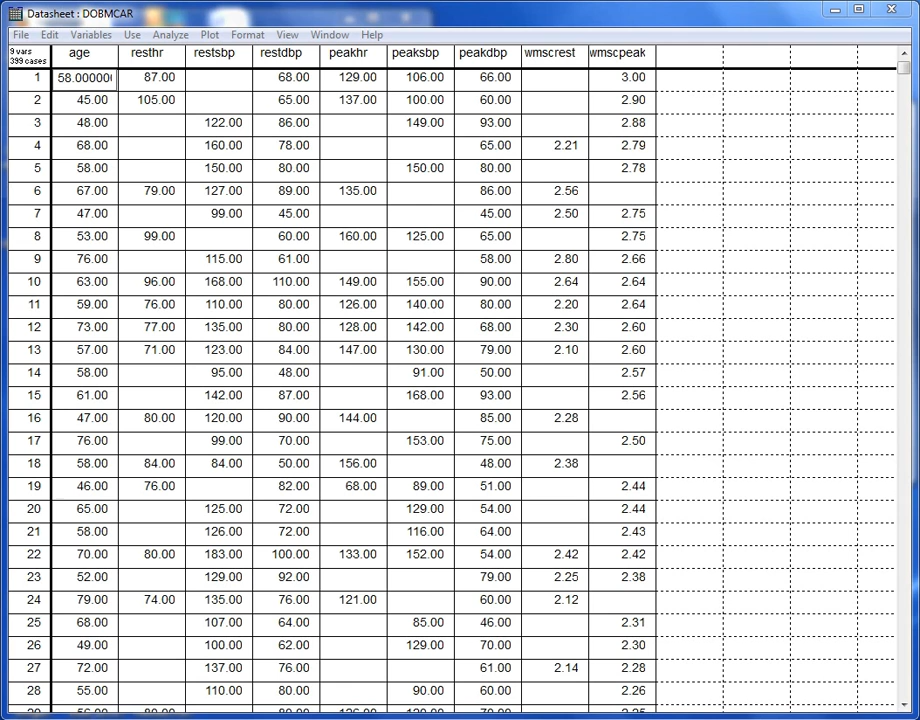 Datasheet : DOBMCAR
File Edit Variables Use Analyze Plot Format View Window Help
9 vars
399 cases
age resthr restsbp restdbp peakhr peaksbp peakdbp wmscrest wmscpeak
1 58.00000 87.00 68.00 129.00 106.00 66.00 3.00
2 45.00 105.00 65.00 137.00 100.00 60.00 2.90
3 48.00 122.00 86.00 149.00 93.00 2.88
4 68.00 160.00 78.00 65.00 2.21 2.79
5 58.00 150.00 80.00 150.00 80.00 2.78
6 67.00 79.00 127.00 89.00 135.00 86.00 2.56
7 47.00 99.00 45.00 45.00 2.50 2.75
8 53.00 99.00 60.00 160.00 125.00 65.00 2.75
9 76.00 115.00 61.00 58.00 2.80 2.66
10 63.00 96.00 168.00 110.00 149.00 155.00 90.00 2.64 2.64
11 59.00 76.00 110.00 80.00 126.00 140.00 80.00 2.20 2.64
12 73.00 77.00 135.00 80.00 128.00 142.00 68.00 2.30 2.60
13 57.00 71.00 123.00 84.00 147.00 130.00 79.00 2.10 2.60
14 58.00 95.00 48.00 91.00 50.00 2.57
15 61.00 142.00 87.00 168.00 93.00 2.56
16 47.00 80.00 120.00 90.00 144.00 85.00 2.28
17 76.00 99.00 70.00 153.00 75.00 2.50
18 58.00 84.00 84.00 50.00 156.00 48.00 2.38
19 46.00 76.00 82.00 68.00 89.00 51.00 2.44
20 65.00 125.00 72.00 129.00 54.00 2.44
21 58.00 126.00 72.00 116.00 64.00 2.43
22 70.00 80.00 183.00 100.00 133.00 152.00 54.00 2.42 2.42
23 52.00 129.00 92.00 79.00 2.25 2.38
24 79.00 74.00 135.00 76.00 121.00 60.00 2.12
25 68.00 107.00 64.00 85.00 46.00 2.31
26 49.00 100.00 62.00 129.00 70.00 2.30
27 72.00 137.00 76.00 61.00 2.14 2.28
28 55.00 110.00 80.00 90.00 60.00 2.26